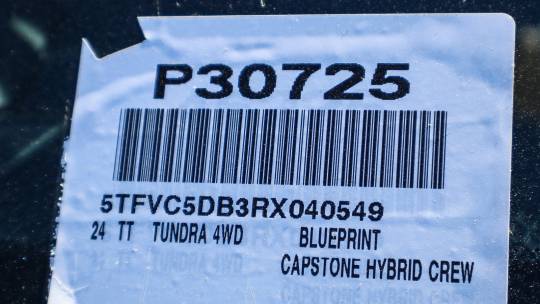 P30725
5TFVC5DB3RX040549
24 TT TUNDRA 4WD BLUEPRINT
CAPSTONE HYBRID CREW